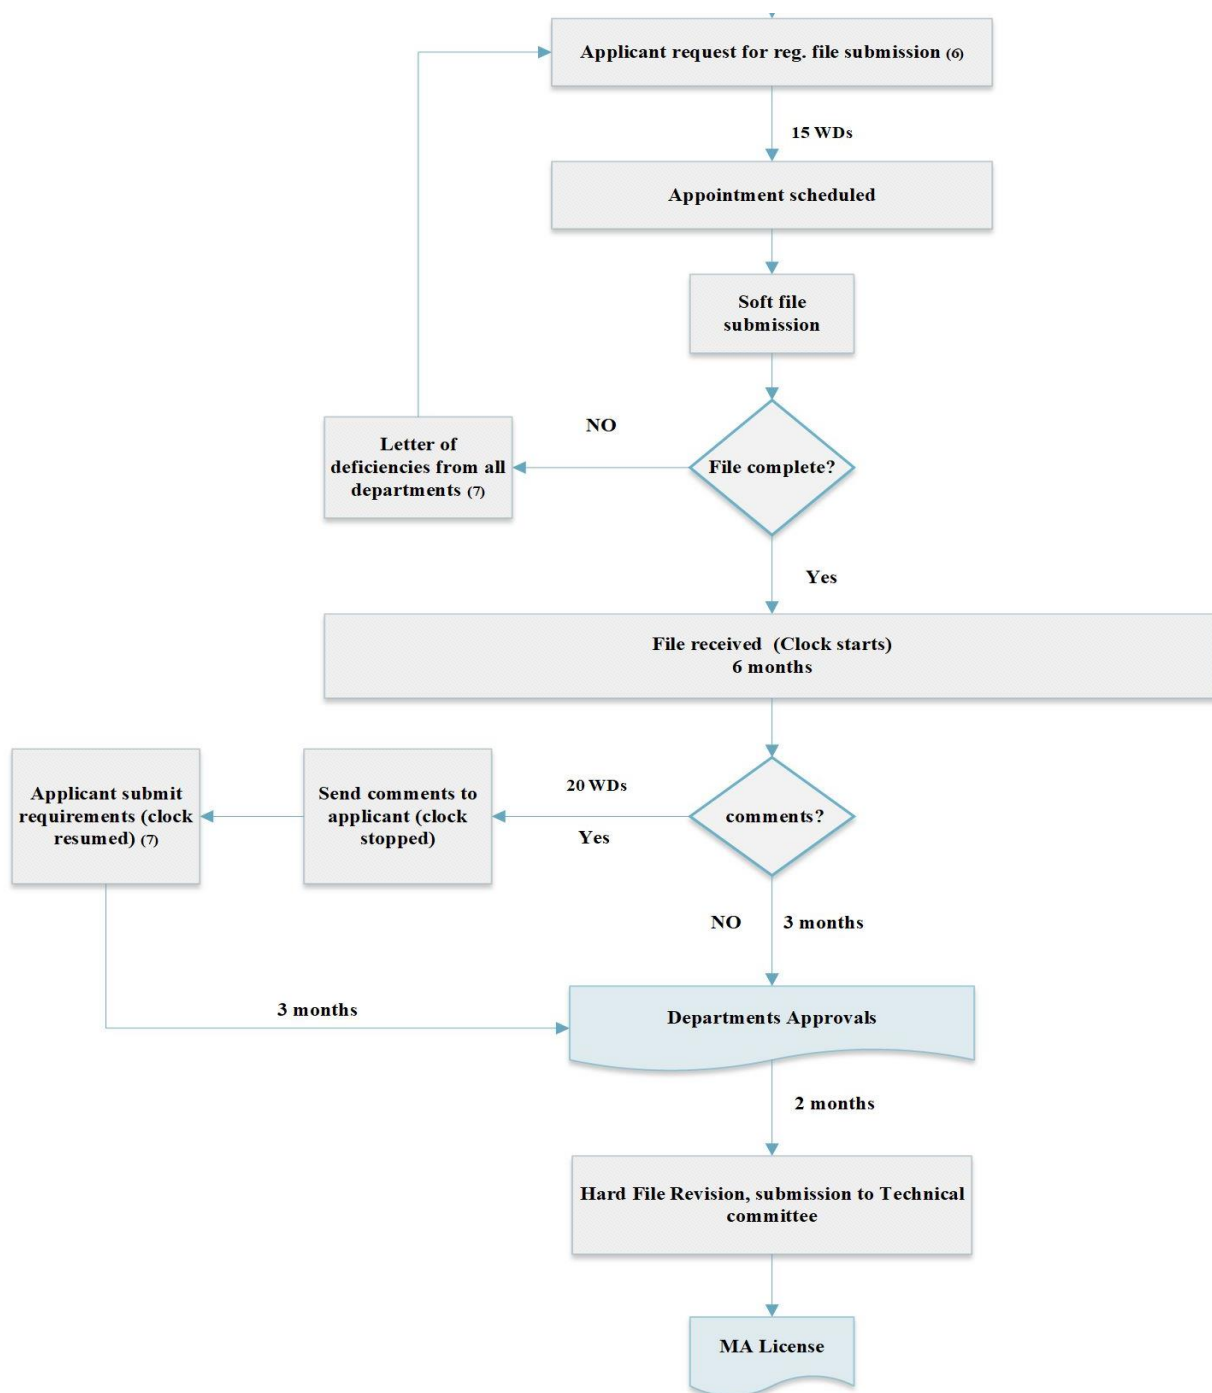 Applicant request for reg. file submission (6)
15 WDs
Appointment scheduled
Soft file
submission
NO
Letter of
deficiencies from all
departments (7)
File complete?
Yes
File received  (Clock starts)
6 months
Applicant submit
requirements (clock
resumed) (7)
Send comments to
applicant (clock
stopped)
20 WDs
Yes
comments?
NO
3 months
3 months
Departments Approvals
2 months
Hard File Revision, submission to Technical
committee
MA License